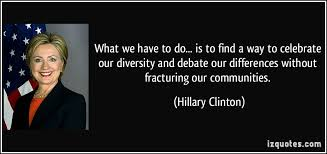 What we have to do... is to find a way to celebrate
our diversity and debate our differences without
fracturing our communities.
(Hillary Clinton)
izquotes.com